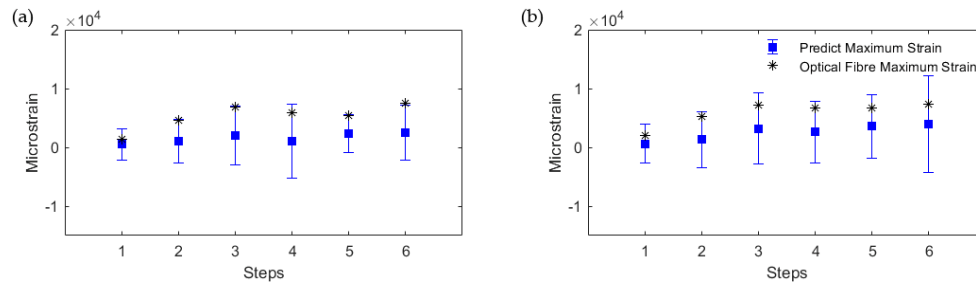 (a)
×10⁴
2
1
0
-1
Microstrain
1 2 3 4 5 6
Steps
(b)
×10⁴
2
1
0
-1
Microstrain
Predict Maximum Strain
Optical Fibre Maximum Strain
1 2 3 4 5 6
Steps